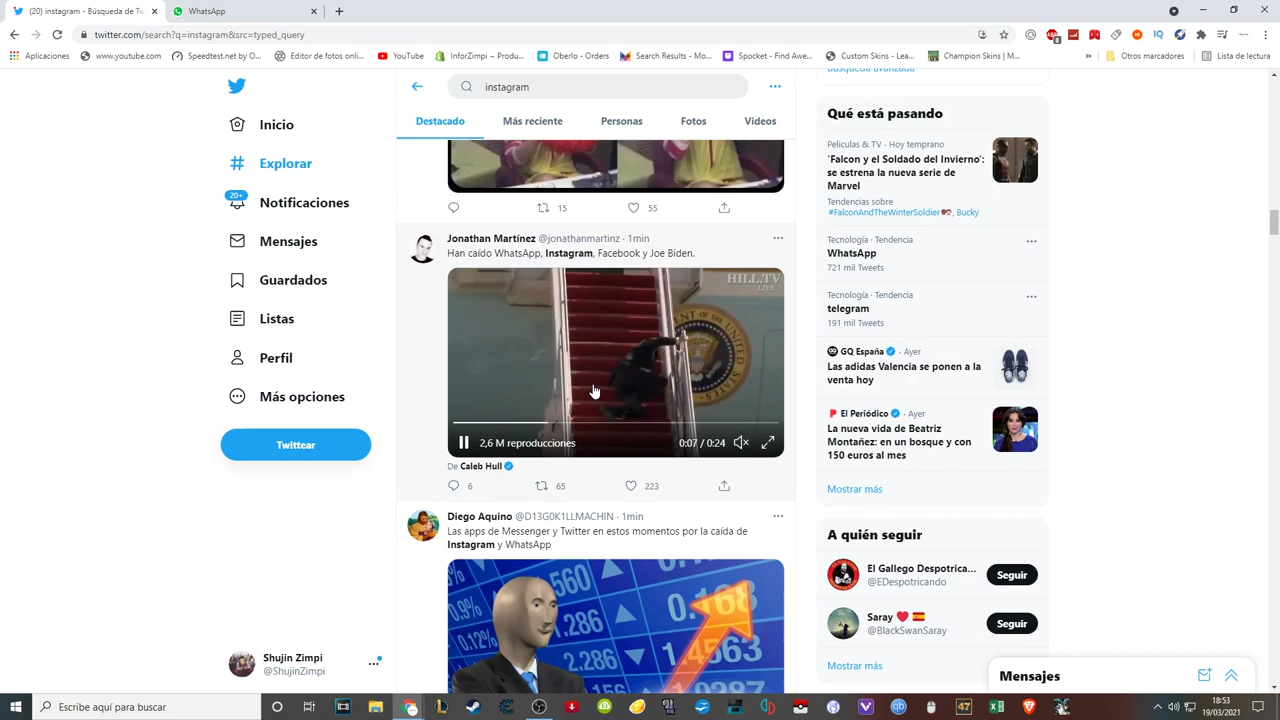 (20) instagram - Búsqueda de Tw
WhatsApp
twitter.com/search?q=instagram&src=typed_query
Aplicaciones
www.youtube.com
Speedtest.net by O...
Editor de fotos onli...
YouTube
InforZimpi — Produ...
Oberlo - Orders
Search Results - M...
Spocket - Find Awe...
Custom Skins - Lea...
Champion Skins | M...
»
Otros marcadores
Lista de lectura
instagram
Destacado
Más reciente
Personas
Fotos
Videos
Inicio
Explorar
20+
Notificaciones
Mensajes
Guardados
Listas
Perfil
Más opciones
Twittear
Shujin Zimpi
@ShujinZimpi
15
55
Jonathan Martínez @jonathanmartinz · 1min
Han caído WhatsApp, Instagram, Facebook y Joe Biden.
HILL.TV
LIVE
2,6 M reproducciones
0:07 / 0:24
De Caleb Hull
6
65
223
Diego Aquino @D13G0K1LLMACHIN · 1min
Las apps de Messenger y Twitter en estos momentos por la caída de
Instagram y WhatsApp
Búsqueda avanzada
Qué está pasando
Películas & TV · Hoy temprano
'Falcon y el Soldado del Invierno':
se estrena la nueva serie de
Marvel
Tendencias sobre
#FalconAndTheWinterSoldier, Bucky
Tecnología · Tendencia
WhatsApp
721 mil Tweets
Tecnología · Tendencia
telegram
191 mil Tweets
GQ España · Ayer
Las adidas Valencia se ponen a la
venta hoy
El Periódico · Ayer
La nueva vida de Beatriz
Montañez: en un bosque y con
150 euros al mes
Mostrar más
A quién seguir
El Gallego Despotrica...
@EDespotricando
Seguir
Saray
@BlackSwanSaray
Seguir
Mostrar más
Mensajes
Escribe aquí para buscar
18:53
19/03/2021